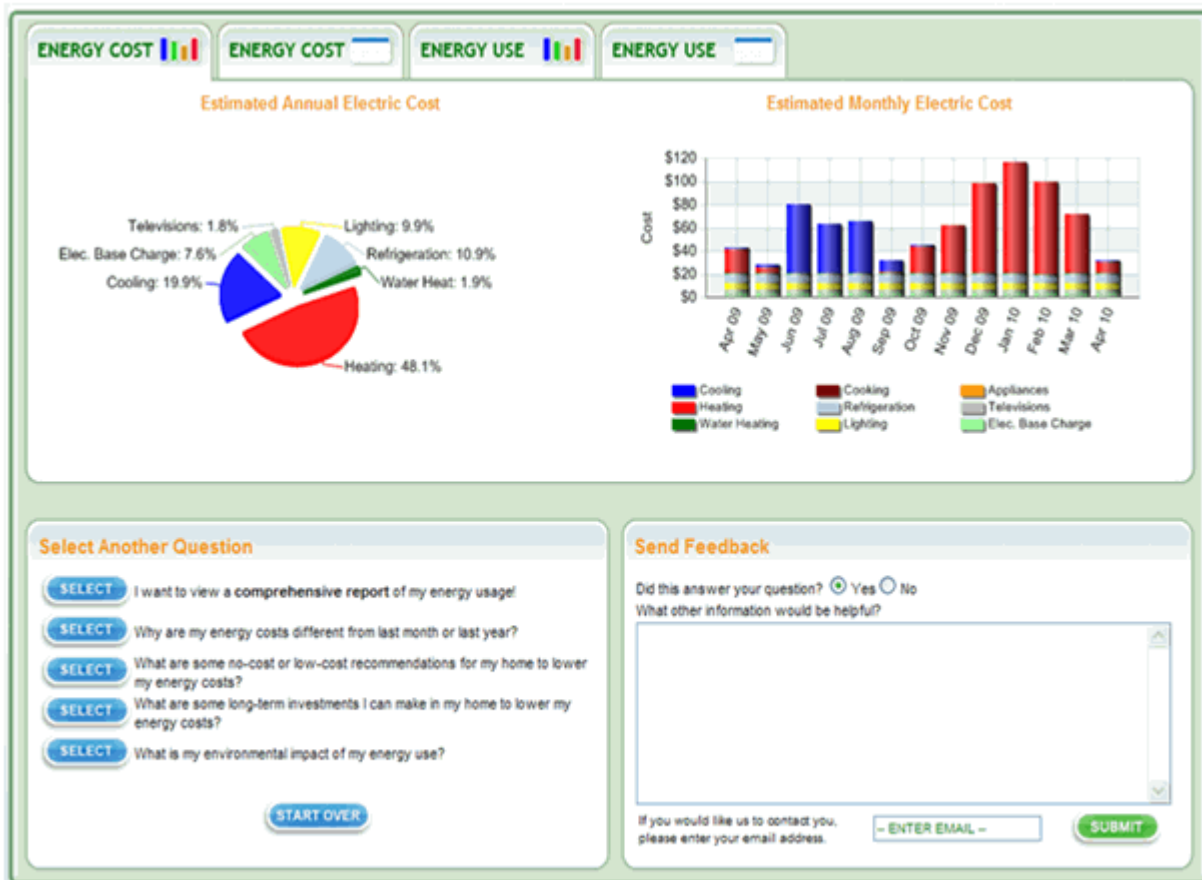 ENERGY COST
ENERGY COST
ENERGY USE
ENERGY USE
Estimated Annual Electric Cost
Televisions: 1.8%
Lighting: 9.9%
Elec. Base Charge: 7.6%
Refrigeration: 10.9%
Cooling: 19.9%
Water Heat: 1.9%
Heating: 48.1%
Estimated Monthly Electric Cost
Cost
$120
$100
$80
$60
$40
$20
$0
Apr 09
May 09
Jun 09
Jul 09
Aug 09
Sep 09
Oct 09
Nov 09
Dec 09
Jan 10
Feb 10
Mar 10
Apr 10
Cooling
Cooking
Appliances
Heating
Refrigeration
Televisions
Water Heating
Lighting
Elec. Base Charge
Select Another Question
SELECT I want to view a comprehensive report of my energy usage!
SELECT Why are my energy costs different from last month or last year?
SELECT What are some no-cost or low-cost recommendations for my home to lower
my energy costs?
SELECT What are some long-term investments I can make in my home to lower my
energy costs?
SELECT What is my environmental impact of my energy use?
START OVER
Send Feedback
Did this answer your question? Yes No
What other information would be helpful?
If you would like us to contact you,
please enter your email address.
-- ENTER EMAIL --
SUBMIT